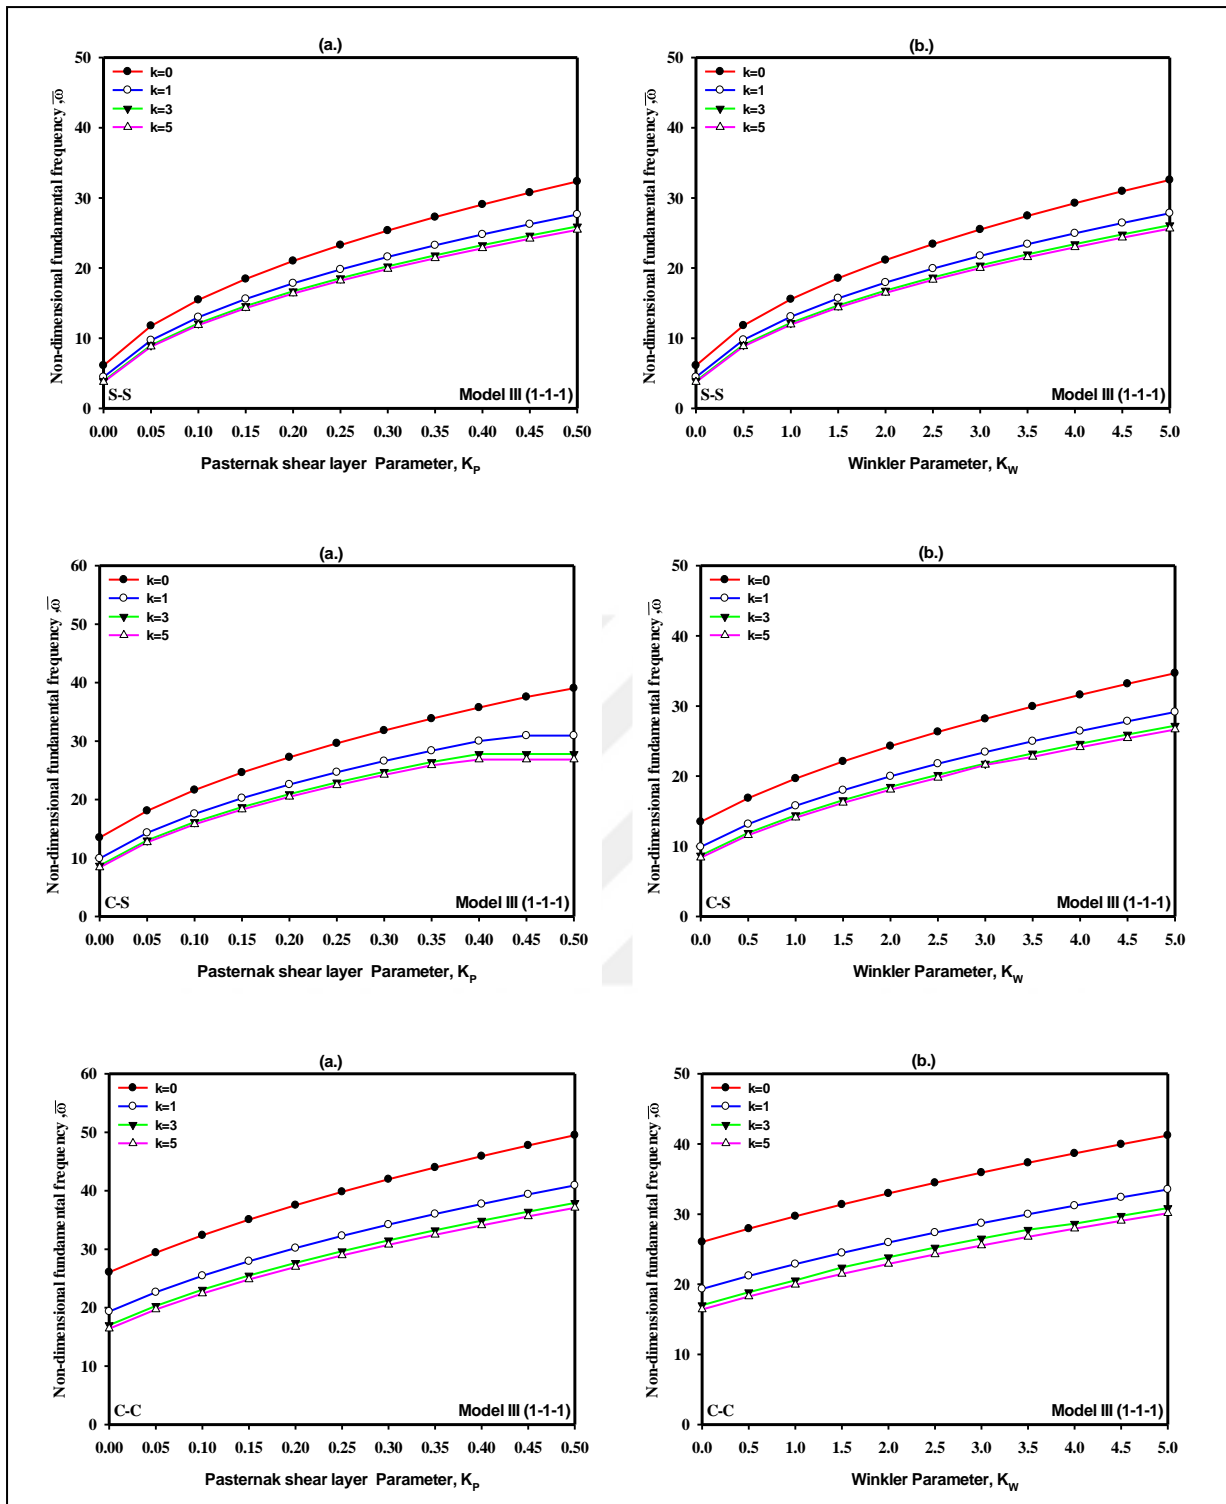 (a.)
50
40
30
20
10
0
Non-dimensional fundamental frequency ,ω̅
k=0
k=1
k=3
k=5
S-S
Model III (1-1-1)
0.00 0.05 0.10 0.15 0.20 0.25 0.30 0.35 0.40 0.45 0.50
Pasternak shear layer Parameter, K_P
(b.)
50
40
30
20
10
0
Non-dimensional fundamental frequency ,ω̅
k=0
k=1
k=3
k=5
S-S
Model III (1-1-1)
0.0 0.5 1.0 1.5 2.0 2.5 3.0 3.5 4.0 4.5 5.0
Winkler Parameter, K_W
(a.)
60
50
40
30
20
10
0
Non-dimensional fundamental frequency ,ω̅
k=0
k=1
k=3
k=5
C-S
Model III (1-1-1)
0.00 0.05 0.10 0.15 0.20 0.25 0.30 0.35 0.40 0.45 0.50
Pasternak shear layer Parameter, K_P
(b.)
50
40
30
20
10
0
Non-dimensional fundamental frequency ,ω̅
k=0
k=1
k=3
k=5
C-S
Model III (1-1-1)
0.0 0.5 1.0 1.5 2.0 2.5 3.0 3.5 4.0 4.5 5.0
Winkler Parameter, K_W
(a.)
60
50
40
30
20
10
0
Non-dimensional fundamental frequency ,ω̅
k=0
k=1
k=3
k=5
C-C
Model III (1-1-1)
0.00 0.05 0.10 0.15 0.20 0.25 0.30 0.35 0.40 0.45 0.50
Pasternak shear layer Parameter, K_P
(b.)
50
40
30
20
10
0
Non-dimensional fundamental frequency ,ω̅
k=0
k=1
k=3
k=5
C-C
Model III (1-1-1)
0.0 0.5 1.0 1.5 2.0 2.5 3.0 3.5 4.0 4.5 5.0
Winkler Parameter, K_W